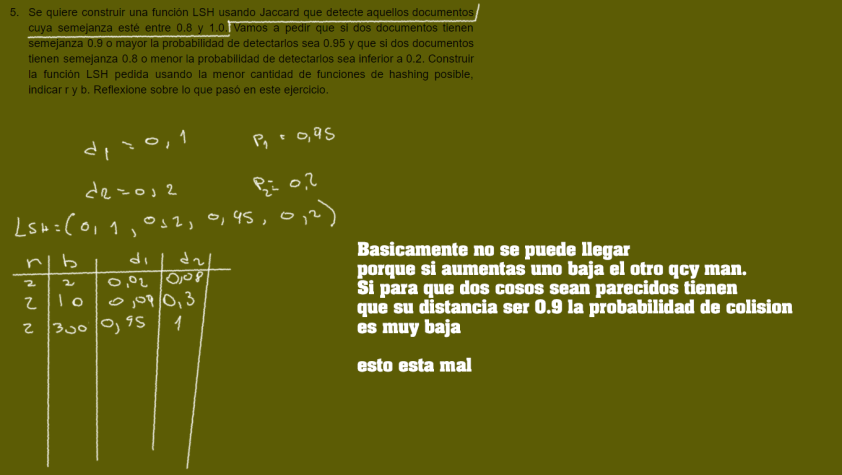 5. Se quiere construir una función LSH usando Jaccard que detecte aquellos documentos
cuya semejanza esté entre 0.8 y 1.0. Vamos a pedir que si dos documentos tienen
semejanza 0.9 o mayor la probabilidad de detectarlos sea 0.95 y que si dos documentos
tienen semejanza 0.8 o menor la probabilidad de detectarlos sea inferior a 0.2. Construir
la función LSH pedida usando la menor cantidad de funciones de hashing posible,
indicar r y b. Reflexione sobre lo que pasó en este ejercicio.
d1 = 0,1 P1 = 0,95
d2 = 0,2 P2 = 0,2
LSH=(0,1, 0,2, 0,95, 0,2)
r b d1 d2
2 2 0,02 0,08
2 10 0,09 0,3
2 300 0,95 1
Basicamente no se puede llegar
porque si aumentas uno baja el otro qcy man.
Si para que dos cosos sean parecidos tienen
que su distancia ser 0.9 la probabilidad de colision
es muy baja
esto esta mal